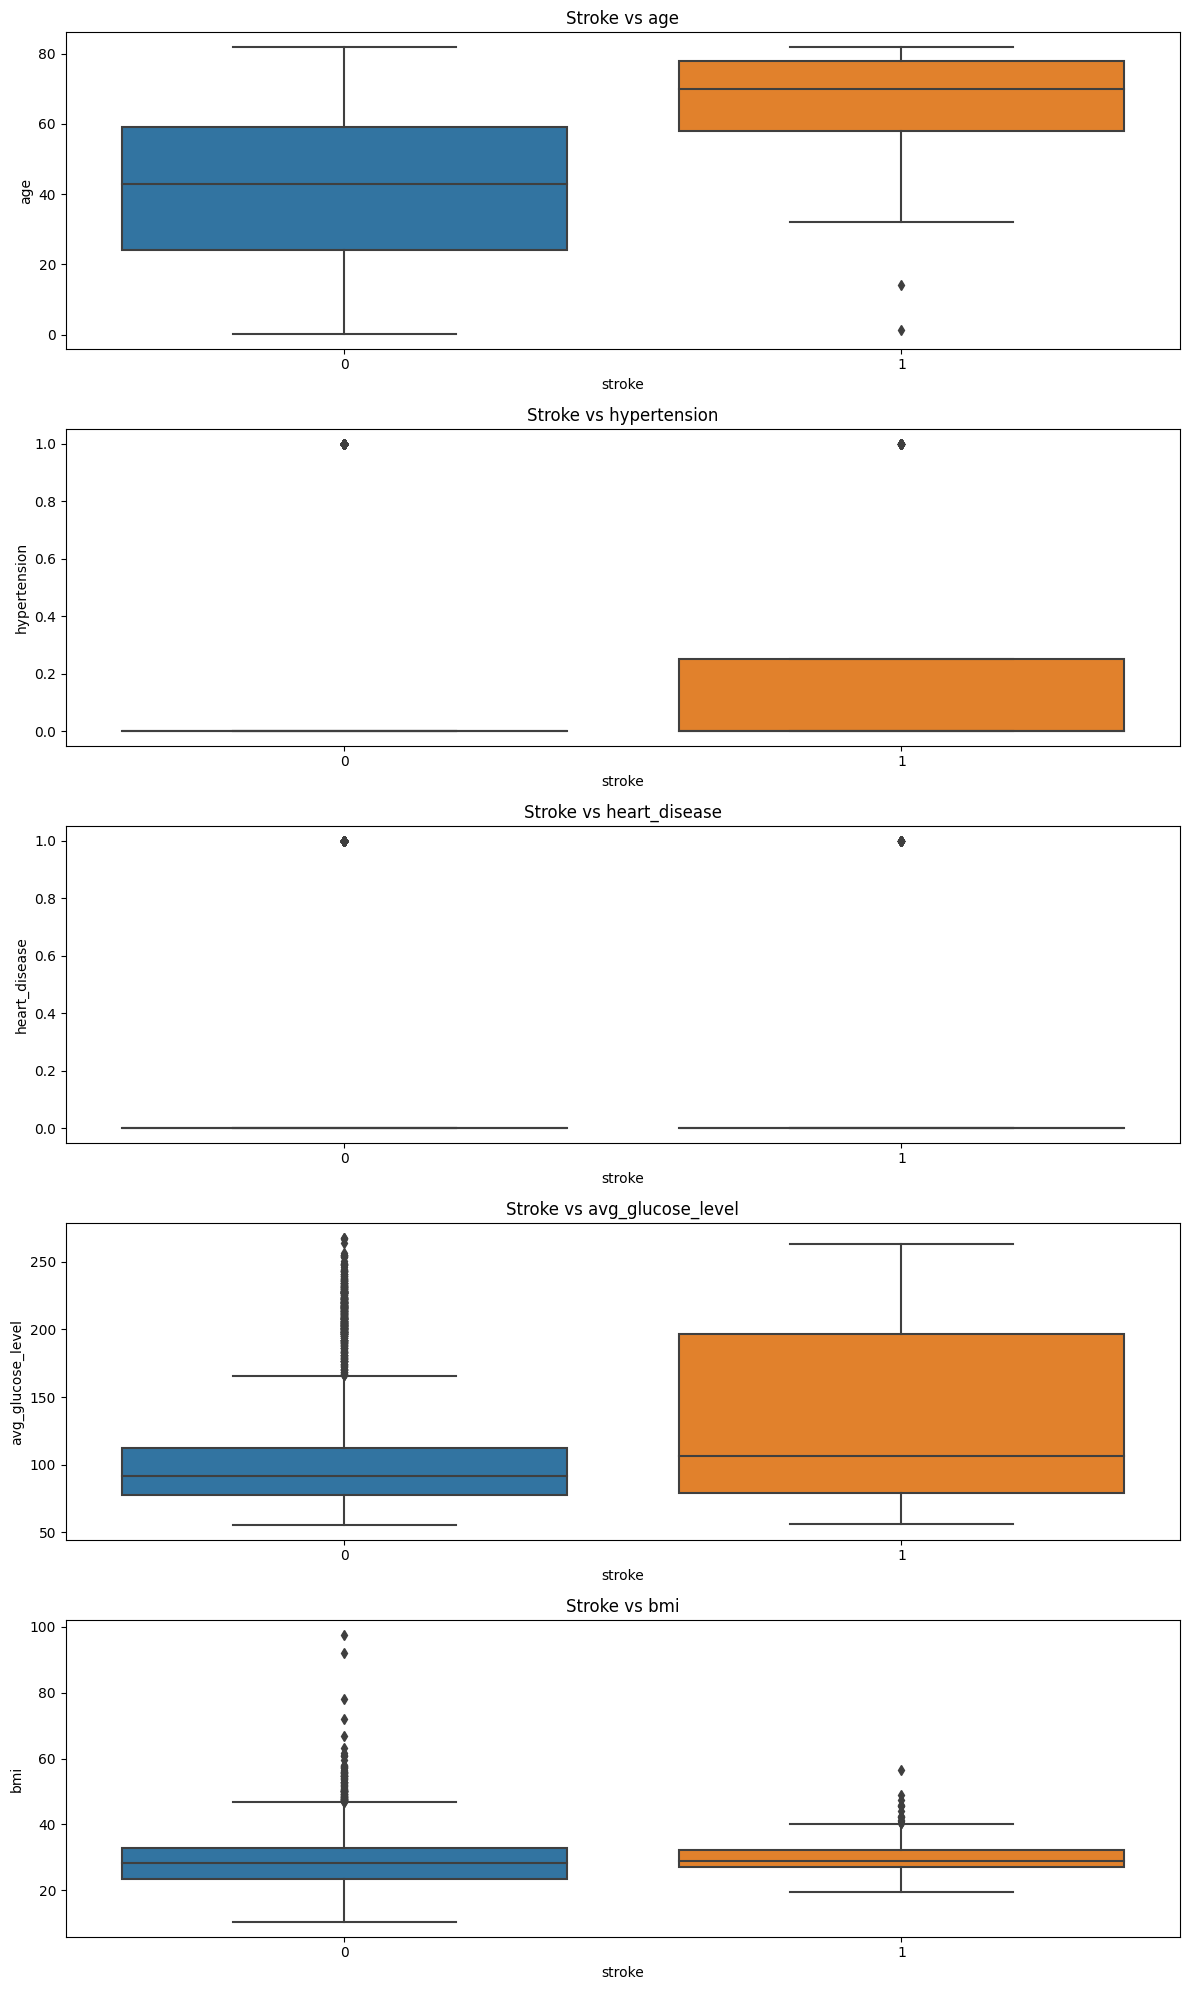 Stroke vs age
80
60
40
20
0
age
0 1
stroke
Stroke vs hypertension
1.0
0.8
0.6
0.4
0.2
0.0
hypertension
0 1
stroke
Stroke vs heart_disease
1.0
0.8
0.6
0.4
0.2
0.0
heart_disease
0 1
stroke
Stroke vs avg_glucose_level
250
200
150
100
50
avg_glucose_level
0 1
stroke
Stroke vs bmi
100
80
60
40
20
bmi
0 1
stroke